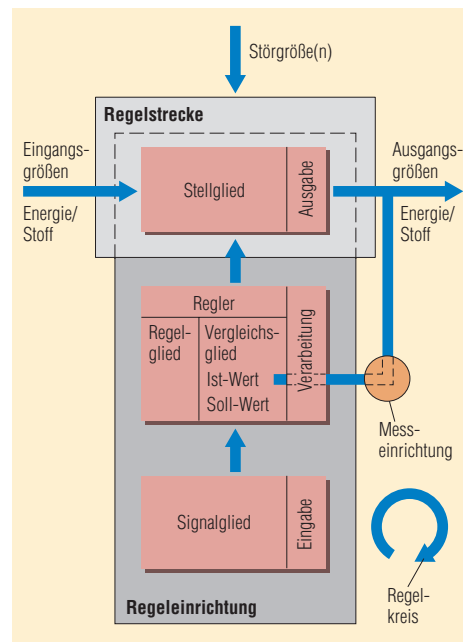 Störgröße(n)
Regelstrecke
Eingangs-
größen
Energie/
Stoff
Stellglied
Ausgabe
Ausgangs-
größen
Energie/
Stoff
Regler
Regel-
glied
Vergleichs-
glied
Ist-Wert
Soll-Wert
Verarbeitung
Mess-
einrichtung
Signalglied
Eingabe
Regel-
kreis
Regeleinrichtung